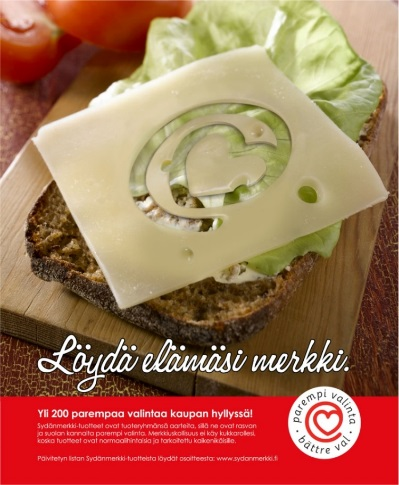 Löydä elämäsi merkki.
Yli 200 parempaa valintaa kaupan hyllyssä!
Sydänmerkki-tuotteet ovat tuoteryhmänsä aarteita, sillä ne ovat rasvan
ja suolan kannalta parempi valinta. Merkkiuskollisuus ei käy kukkarollesi,
koska tuotteet ovat normaalihintaisia ja tarkoitettu kaikenikäisille.
Päivitetyn listan Sydänmerkki-tuotteista löydät osoitteesta: www.sydanmerkki.fi
parempi valinta
bättre val